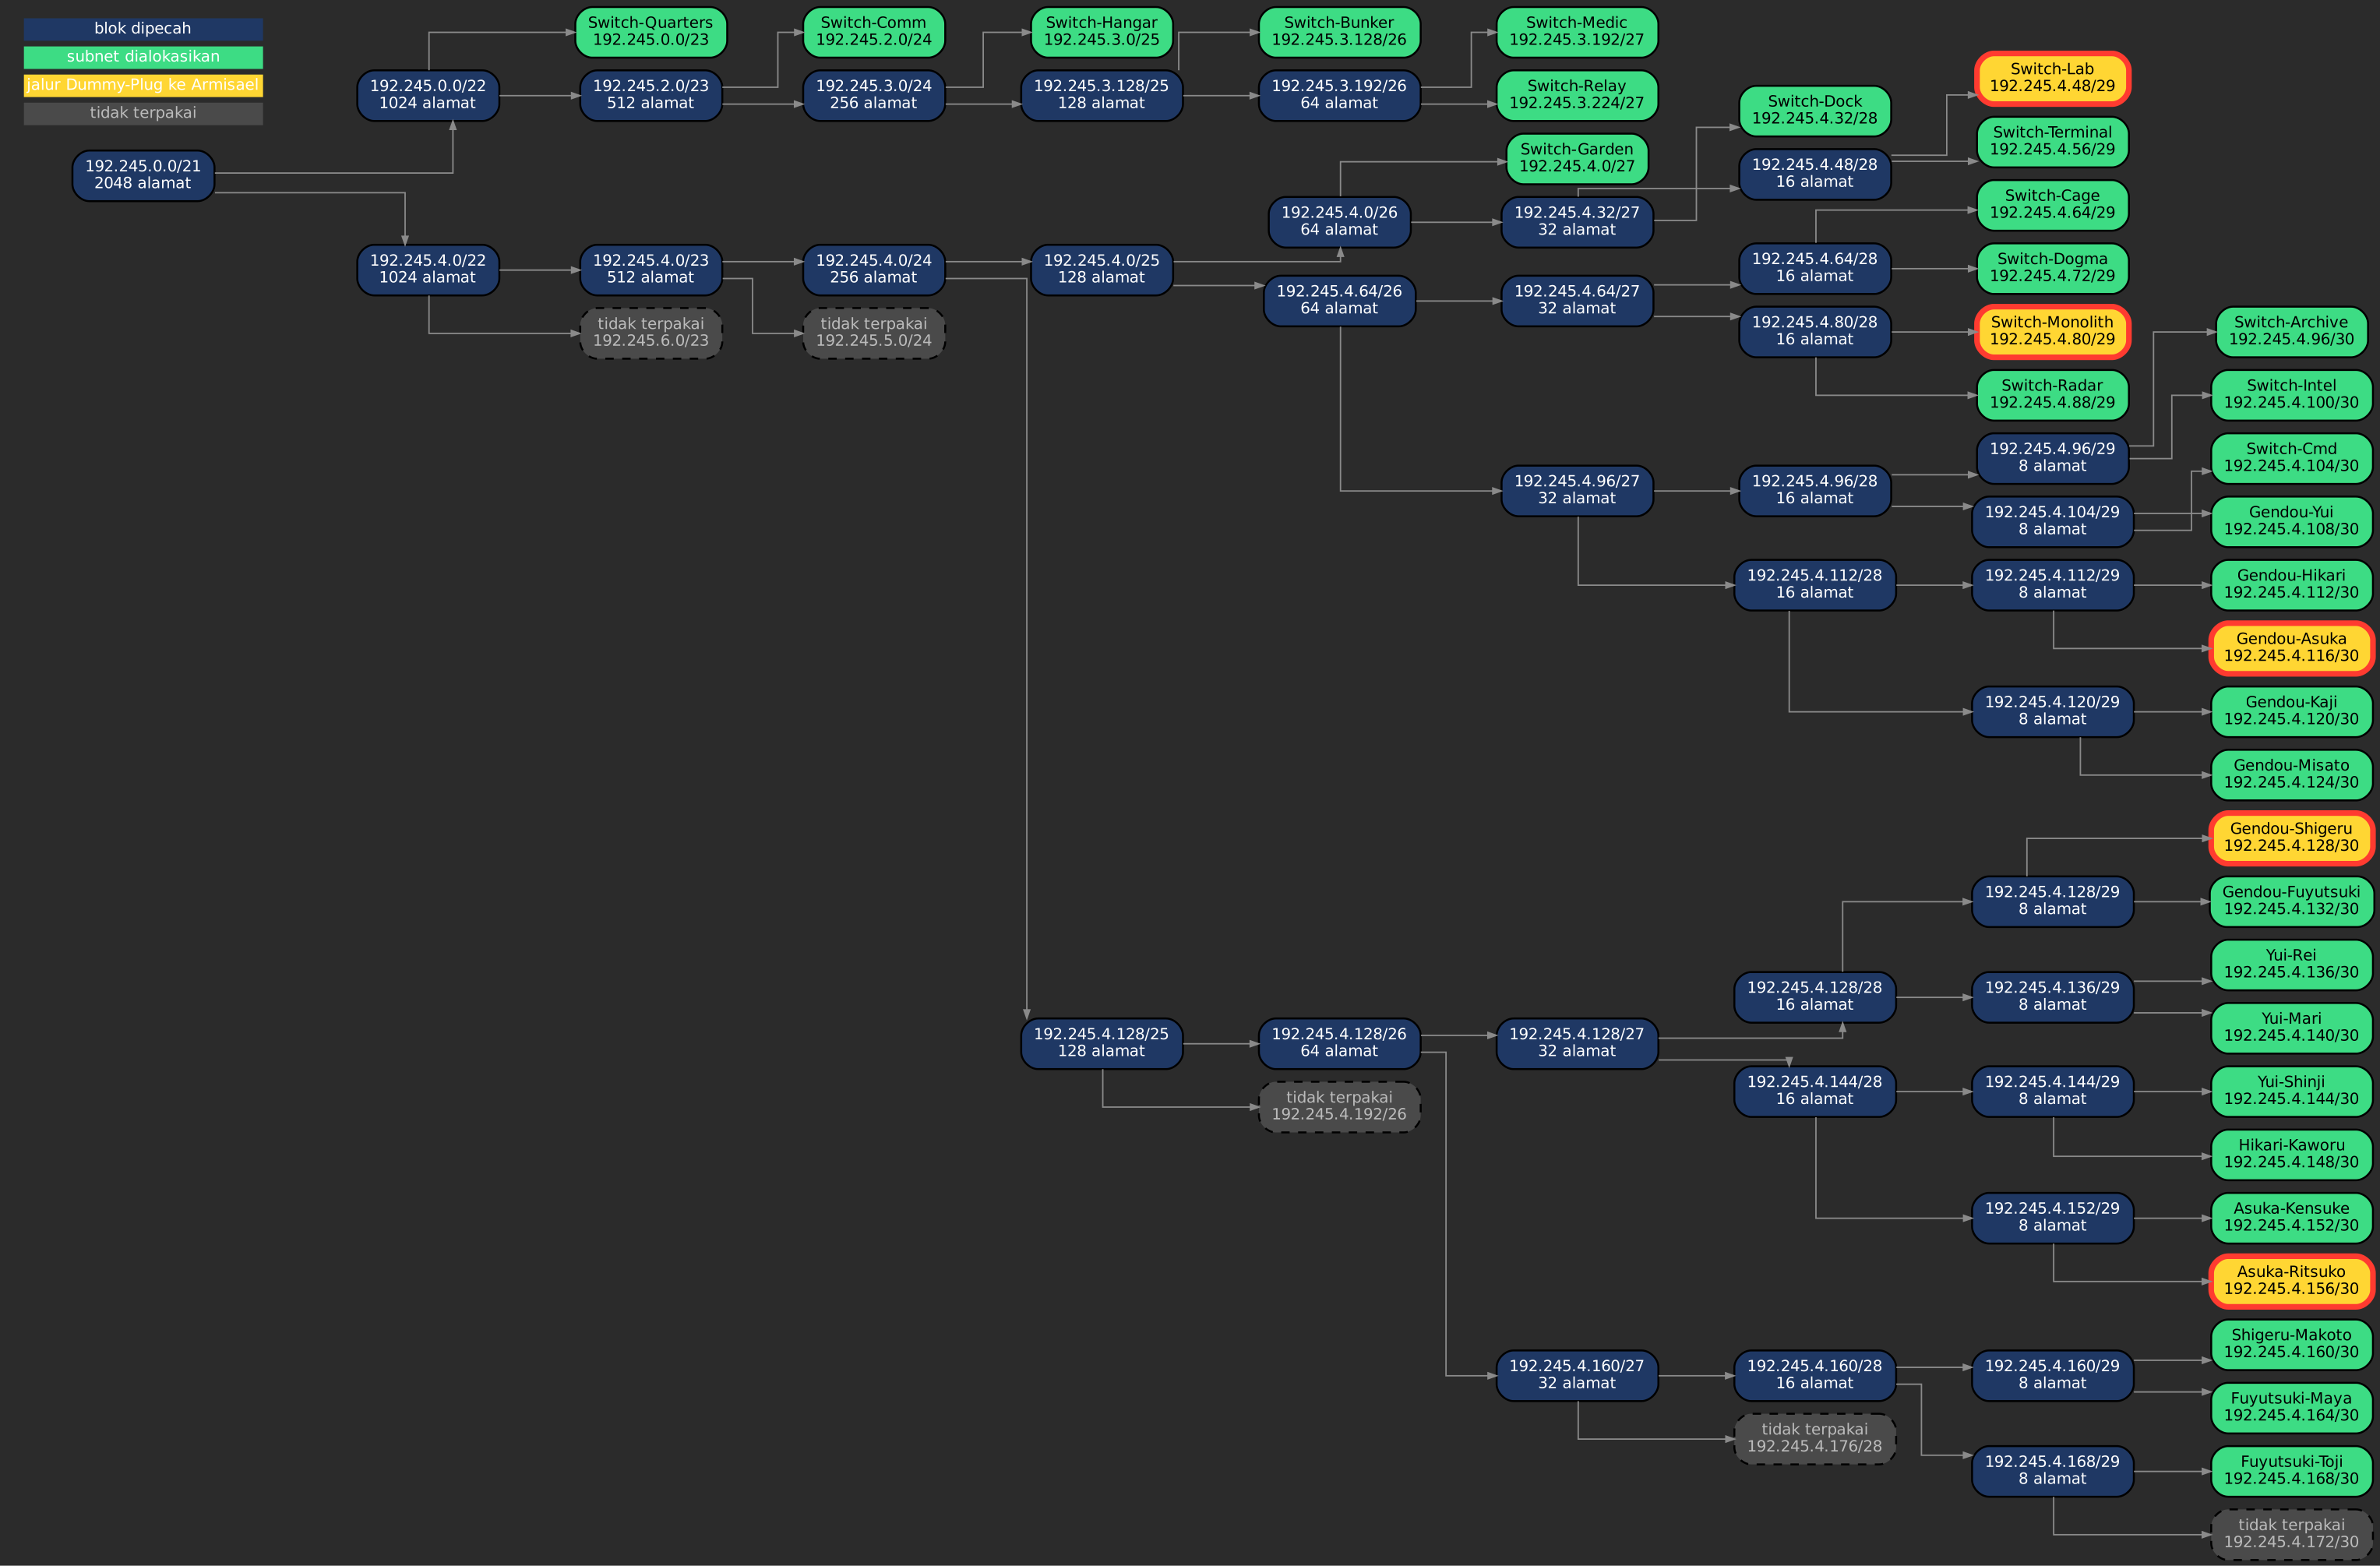 blok dipecah
subnet dialokasikan
jalur Dummy-Plug ke Armisael
tidak terpakai
192.245.0.0/21
2048 alamat
192.245.0.0/22
1024 alamat
192.245.4.0/22
1024 alamat
Switch-Quarters
192.245.0.0/23
192.245.2.0/23
512 alamat
192.245.4.0/23
512 alamat
tidak terpakai
192.245.6.0/23
Switch-Comm
192.245.2.0/24
192.245.3.0/24
256 alamat
192.245.4.0/24
256 alamat
tidak terpakai
192.245.5.0/24
Switch-Hangar
192.245.3.0/25
192.245.3.128/25
128 alamat
192.245.4.0/25
128 alamat
192.245.4.128/25
128 alamat
Switch-Bunker
192.245.3.128/26
192.245.3.192/26
64 alamat
192.245.4.0/26
64 alamat
192.245.4.64/26
64 alamat
192.245.4.128/26
64 alamat
tidak terpakai
192.245.4.192/26
Switch-Medic
192.245.3.192/27
Switch-Relay
192.245.3.224/27
Switch-Garden
192.245.4.0/27
192.245.4.32/27
32 alamat
192.245.4.64/27
32 alamat
192.245.4.96/27
32 alamat
192.245.4.128/27
32 alamat
192.245.4.160/27
32 alamat
Switch-Dock
192.245.4.32/28
192.245.4.48/28
16 alamat
192.245.4.64/28
16 alamat
192.245.4.80/28
16 alamat
192.245.4.96/28
16 alamat
192.245.4.112/28
16 alamat
192.245.4.128/28
16 alamat
192.245.4.144/28
16 alamat
192.245.4.160/28
16 alamat
tidak terpakai
192.245.4.176/28
Switch-Lab
192.245.4.48/29
Switch-Terminal
192.245.4.56/29
Switch-Cage
192.245.4.64/29
Switch-Dogma
192.245.4.72/29
Switch-Monolith
192.245.4.80/29
Switch-Radar
192.245.4.88/29
192.245.4.96/29
8 alamat
192.245.4.104/29
8 alamat
192.245.4.112/29
8 alamat
192.245.4.120/29
8 alamat
192.245.4.128/29
8 alamat
192.245.4.136/29
8 alamat
192.245.4.144/29
8 alamat
192.245.4.152/29
8 alamat
192.245.4.160/29
8 alamat
192.245.4.168/29
8 alamat
Switch-Archive
192.245.4.96/30
Switch-Intel
192.245.4.100/30
Switch-Cmd
192.245.4.104/30
Gendou-Yui
192.245.4.108/30
Gendou-Hikari
192.245.4.112/30
Gendou-Asuka
192.245.4.116/30
Gendou-Kaji
192.245.4.120/30
Gendou-Misato
192.245.4.124/30
Gendou-Shigeru
192.245.4.128/30
Gendou-Fuyutsuki
192.245.4.132/30
Yui-Rei
192.245.4.136/30
Yui-Mari
192.245.4.140/30
Yui-Shinji
192.245.4.144/30
Hikari-Kaworu
192.245.4.148/30
Asuka-Kensuke
192.245.4.152/30
Asuka-Ritsuko
192.245.4.156/30
Shigeru-Makoto
192.245.4.160/30
Fuyutsuki-Maya
192.245.4.164/30
Fuyutsuki-Toji
192.245.4.168/30
tidak terpakai
192.245.4.172/30